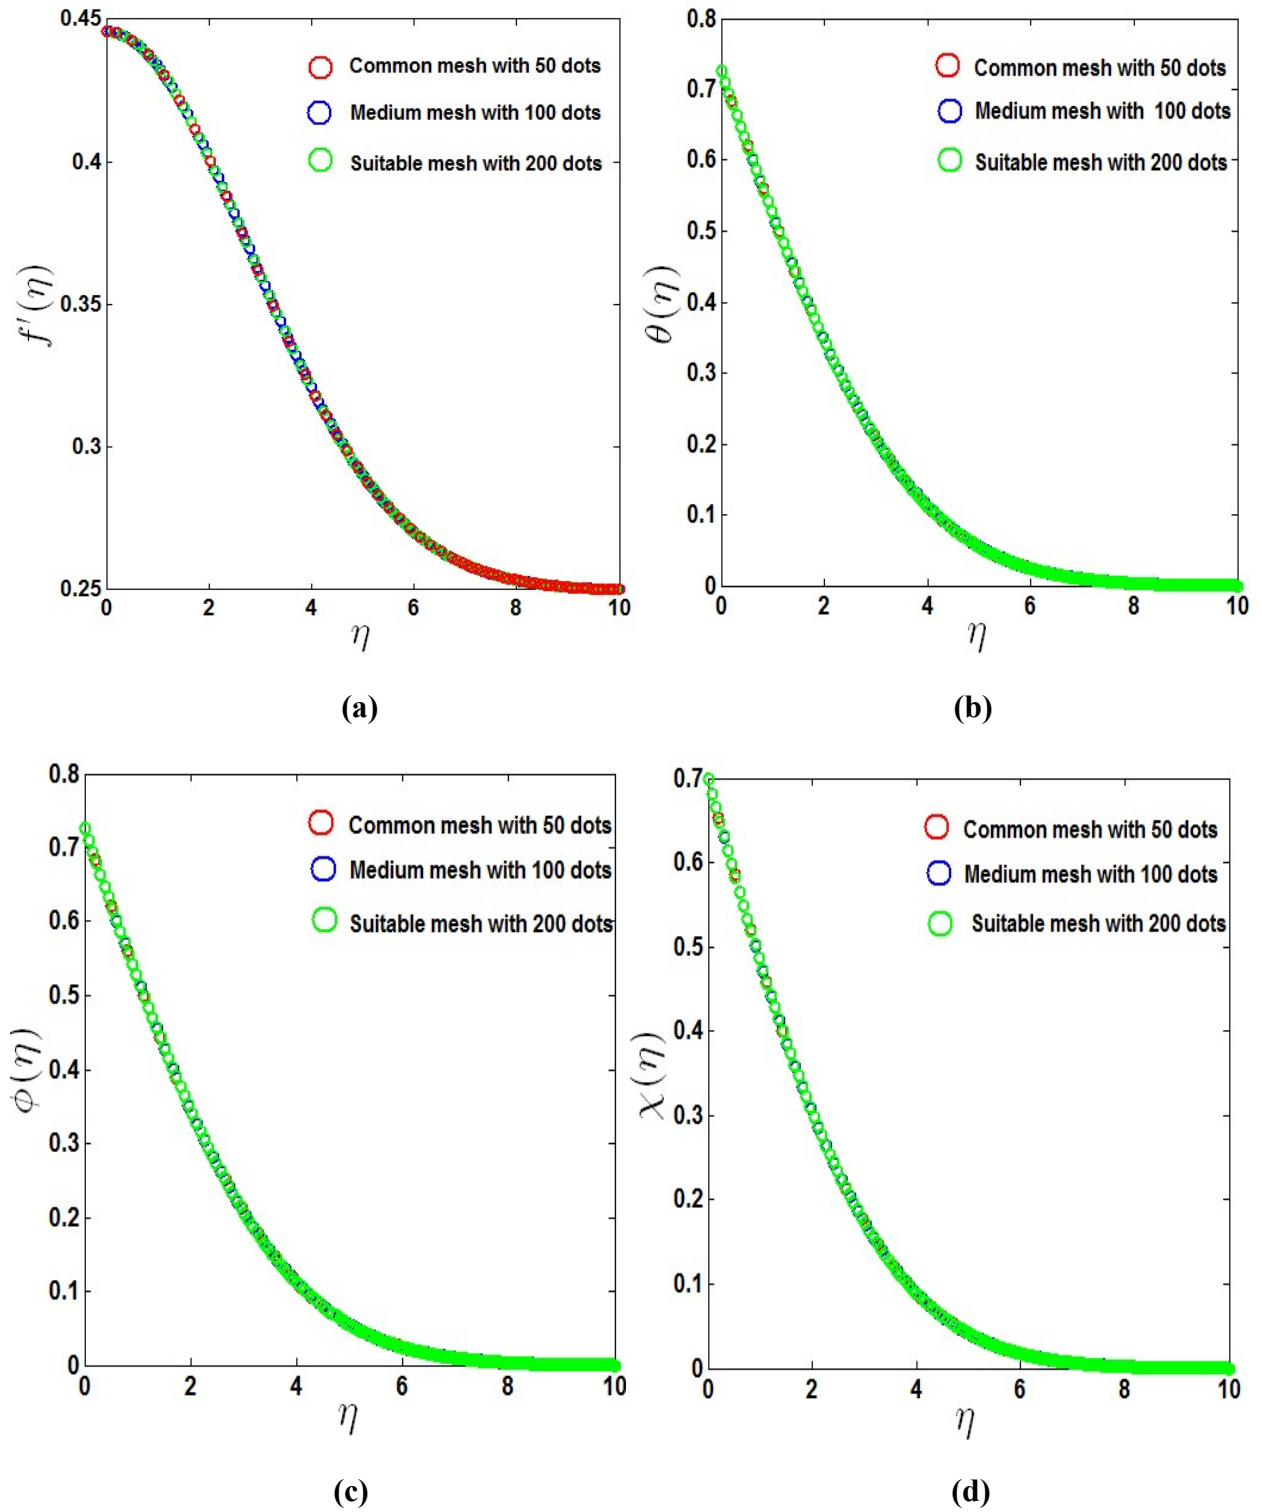 0.45
0.4
0.35
0.3
0.25
f′(η)
Common mesh with 50 dots
Medium mesh with 100 dots
Suitable mesh with 200 dots
0 2 4 6 8 10
η
(a)
0.8
0.7
0.6
0.5
0.4
0.3
0.2
0.1
0
θ(η)
Common mesh with 50 dots
Medium mesh with 100 dots
Suitable mesh with 200 dots
0 2 4 6 8 10
η
(b)
0.8
0.7
0.6
0.5
0.4
0.3
0.2
0.1
0
ϕ(η)
Common mesh with 50 dots
Medium mesh with 100 dots
Suitable mesh with 200 dots
0 2 4 6 8 10
η
(c)
0.7
0.6
0.5
0.4
0.3
0.2
0.1
0
χ(η)
Common mesh with 50 dots
Medium mesh with 100 dots
Suitable mesh with 200 dots
0 2 4 6 8 10
η
(d)